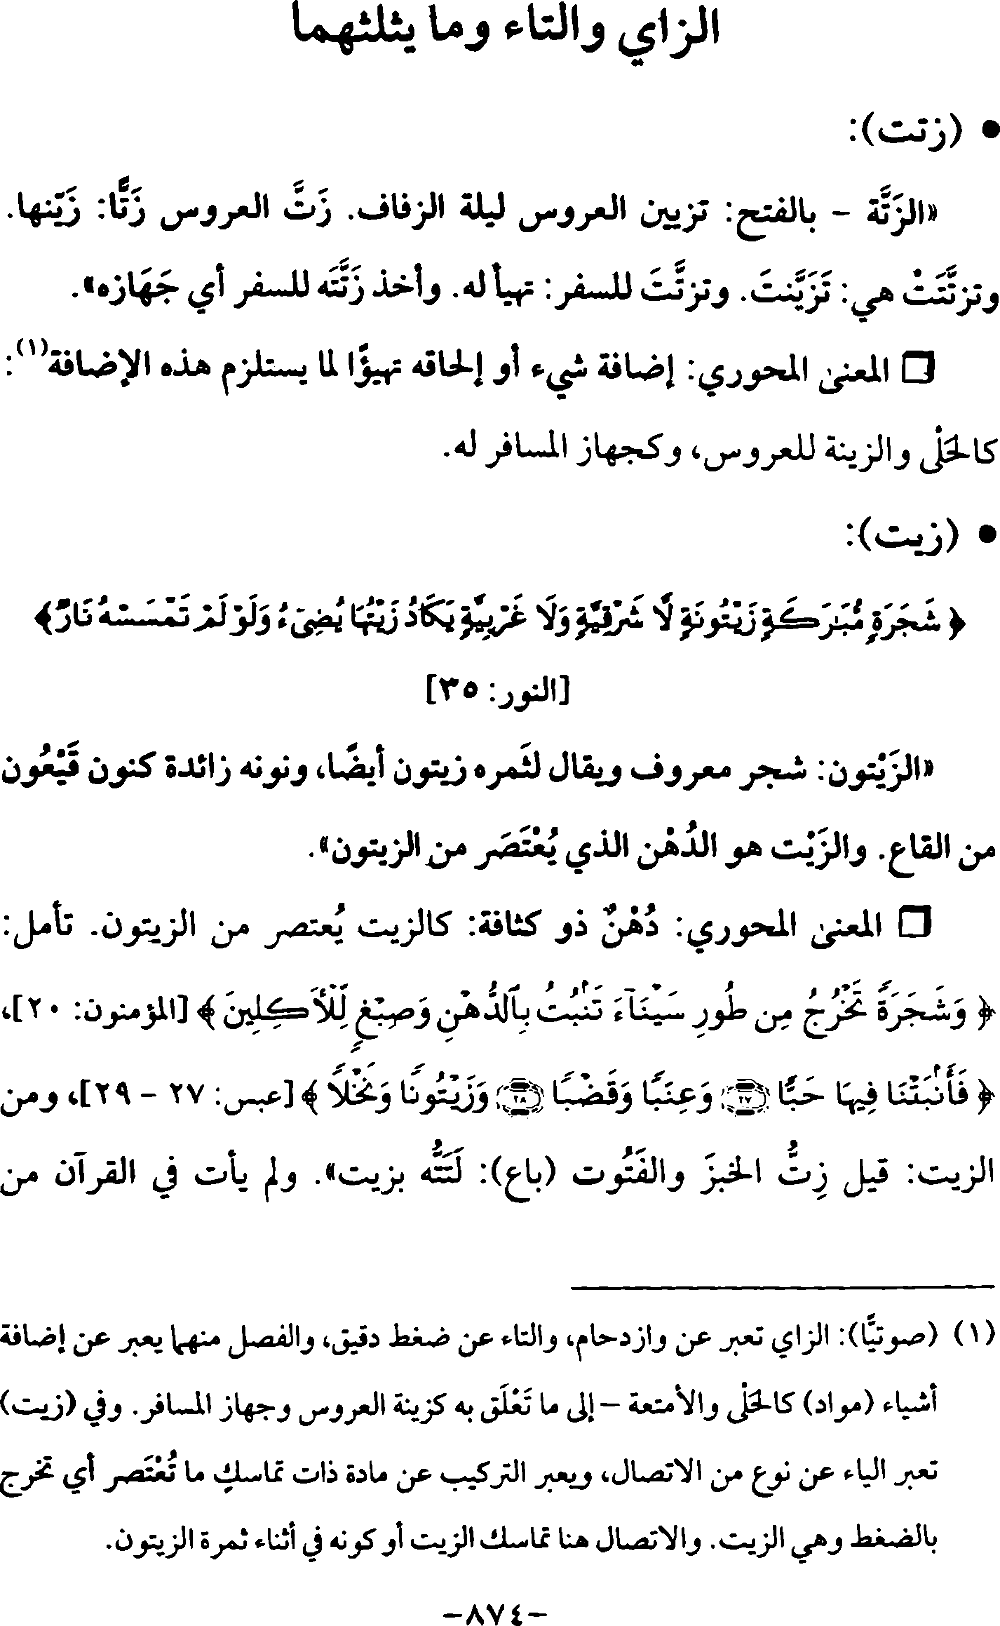 الزاي والتاء وما يثلثهما
• (زتت):
«الزَتَّة - بالفتح: تزيين العروس ليلة الزفاف. زَتَّ العروس زَتًّا: زَيّنها.
وتزتَّتَتْ هي: تَزَيَّنتَ. وتزتَّتَ للسفر: تهيأ له. وأخذ زَتَّتَه للسفر أي جَهَازه».
❒ المعنى المحوري: إضافة شيء أو إلحاقه تهيؤًا لما يستلزم هذه الإضافة(١):
كالحَلْى والزينة للعروس، وكجهاز المسافر له.
• (زيت):
﴿ شَجَرَةٍ مُّبَٰرَكَةٍ زَيْتُونَةٍ لَّا شَرْقِيَّةٍ وَلَا غَرْبِيَّةٍ يَكَادُ زَيْتُهَا يُضِىٓءُ وَلَوْ لَمْ تَمْسَسْهُ نَارٌ ﴾
[النور: ٣٥]
«الزَيْتون: شجر معروف ويقال لثَمره زيتون أيضًا، ونونه زائدة كنون قَيْعُون
من القاع. والزَيْت هو الدُهْن الذي يُعْتَصَر من الزيتون».
❒ المعنى المحوري: دُهْنٌ ذو كثافة: كالزيت يُعتصر من الزيتون. تأمل:
﴿ وَشَجَرَةً تَخْرُجُ مِن طُورِ سَيْنَآءَ تَنۢبُتُ بِٱلدُّهْنِ وَصِبْغٍ لِّلْأَكِلِينَ ﴾ [المؤمنون: ٢٠]،
﴿ فَأَنۢبَتْنَا فِيهَا حَبًّا ٢٧ وَعِنَبًا وَقَضْبًا ٢٨ وَزَيْتُونًا وَنَخْلًا ﴾ [عبس: ٢٧ - ٢٩]، ومن
الزيت: قيل زِتُّ الخبزَ والفَتُوت (باع): لَتَتُّه بزيت». ولم يأت في القرآن من
(١) (صوتيًّا): الزاي تعبر عن وازدحام، والتاء عن ضغط دقيق، والفصل منهما يعبر عن إضافة
أشياء (مواد) كالحَلْى والأمتعة – إلى ما تَعْلَق به كزينة العروس وجهاز المسافر. وفي (زيت)
تعبر الياء عن نوع من الاتصال، ويعبر التركيب عن مادة ذات تماسكٍ ما تُعْتَصر أي تخرج
بالضغط وهي الزيت. والاتصال هنا تماسك الزيت أو كونه في أثناء ثمرة الزيتون.
-٨٧٤-